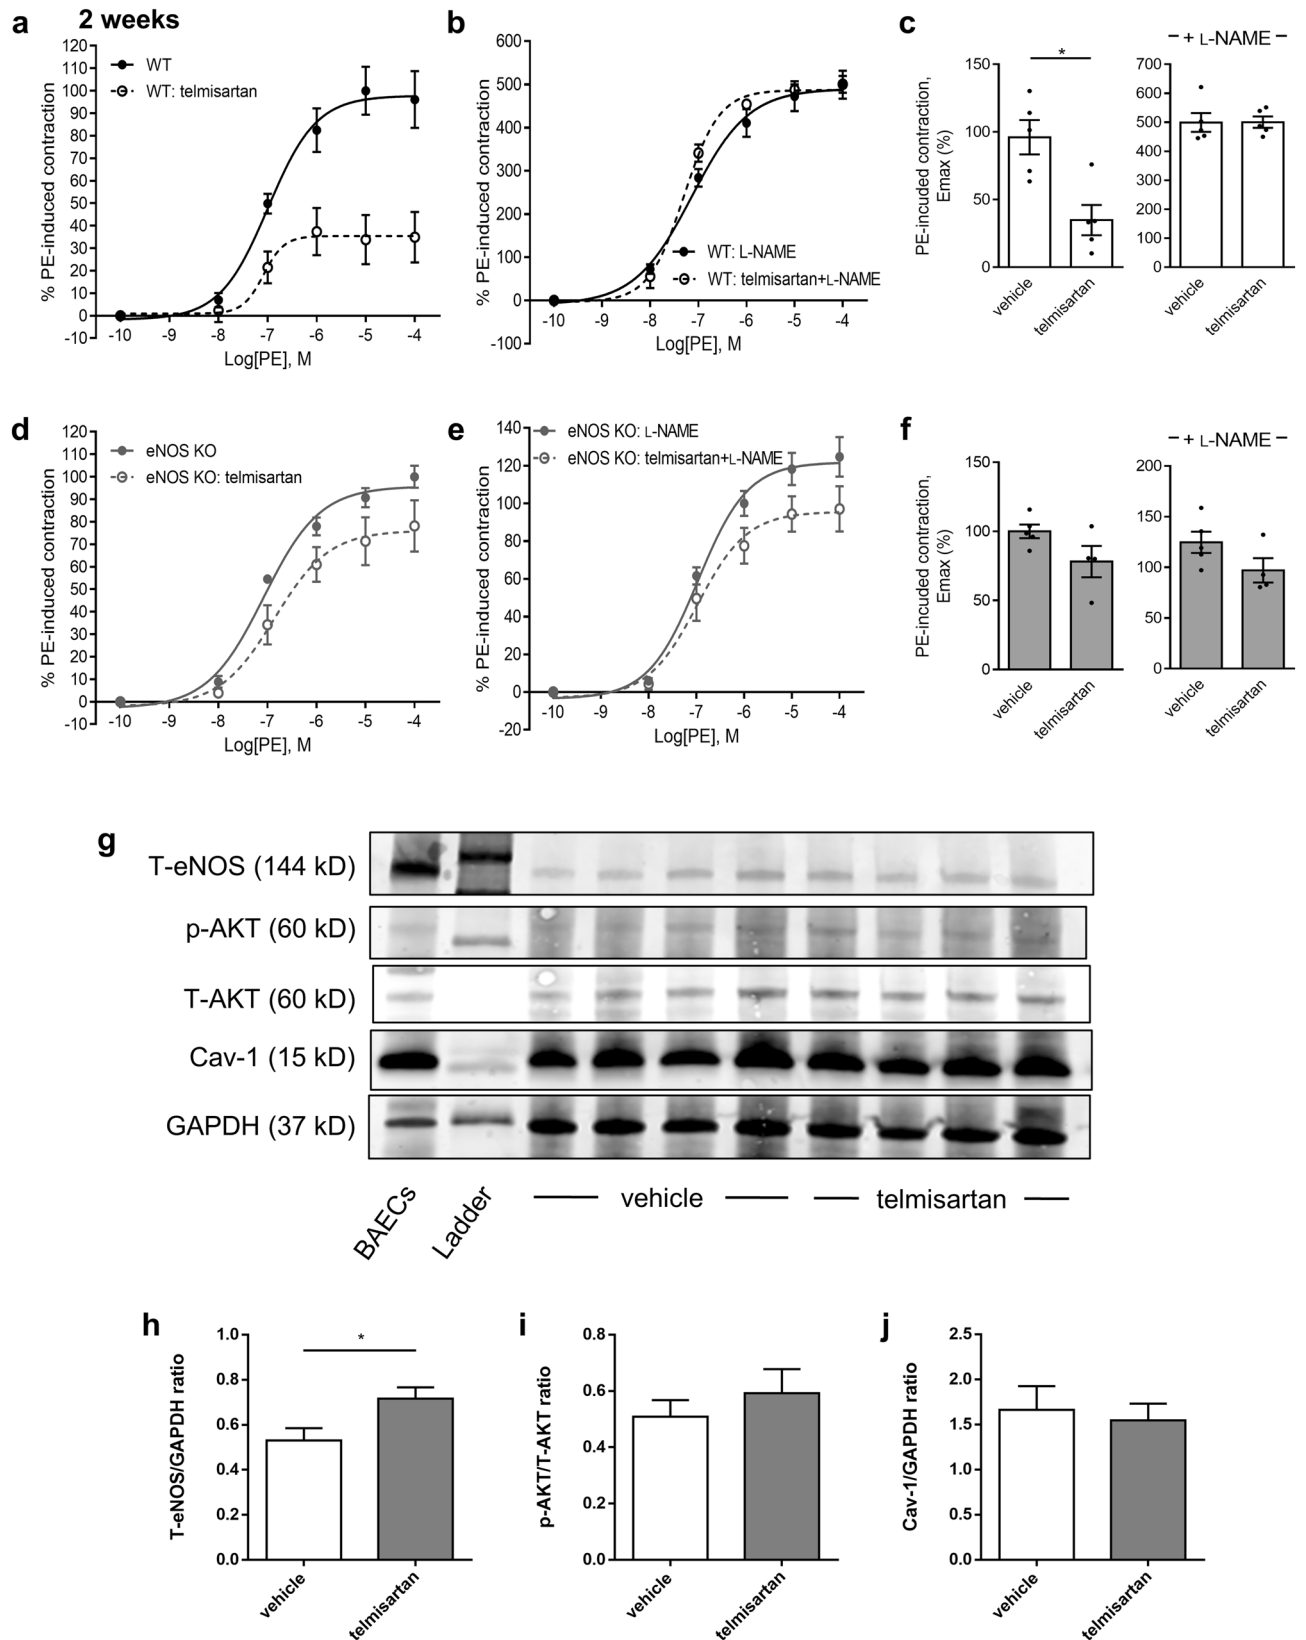 a
2 weeks
120
110
100
90
80
70
60
50
40
30
20
10
0
-10
% PE-induced contraction
WT
WT: telmisartan
-10 -9 -8 -7 -6 -5 -4
Log[PE], M
b
600
500
400
300
200
100
0
-100
% PE-induced contraction
WT: L-NAME
WT: telmisartan+L-NAME
-10 -9 -8 -7 -6 -5 -4
Log[PE], M
c
PE-incuded contraction,
Emax (%)
150
100
50
0
*
vehicle
telmisartan
+ L-NAME
700
600
500
400
300
200
100
0
vehicle
telmisartan
d
120
110
100
90
80
70
60
50
40
30
20
10
0
-10
% PE-induced contraction
eNOS KO
eNOS KO: telmisartan
-10 -9 -8 -7 -6 -5 -4
Log[PE], M
e
140
120
100
80
60
40
20
0
-20
% PE-induced contraction
eNOS KO: L-NAME
eNOS KO: telmisartan+L-NAME
-10 -9 -8 -7 -6 -5 -4
Log[PE], M
f
PE-incuded contraction,
Emax (%)
150
100
50
0
vehicle
telmisartan
+ L-NAME
200
150
100
50
0
vehicle
telmisartan
g
T-eNOS (144 kD)
p-AKT (60 kD)
T-AKT (60 kD)
Cav-1 (15 kD)
GAPDH (37 kD)
BAECs
Ladder
vehicle
telmisartan
h
T-eNOS/GAPDH ratio
1.0
0.8
0.6
0.4
0.2
0.0
*
vehicle
telmisartan
i
p-AKT/T-AKT ratio
0.8
0.6
0.4
0.2
0.0
vehicle
telmisartan
j
Cav-1/GAPDH ratio
2.5
2.0
1.5
1.0
0.5
0.0
vehicle
telmisartan